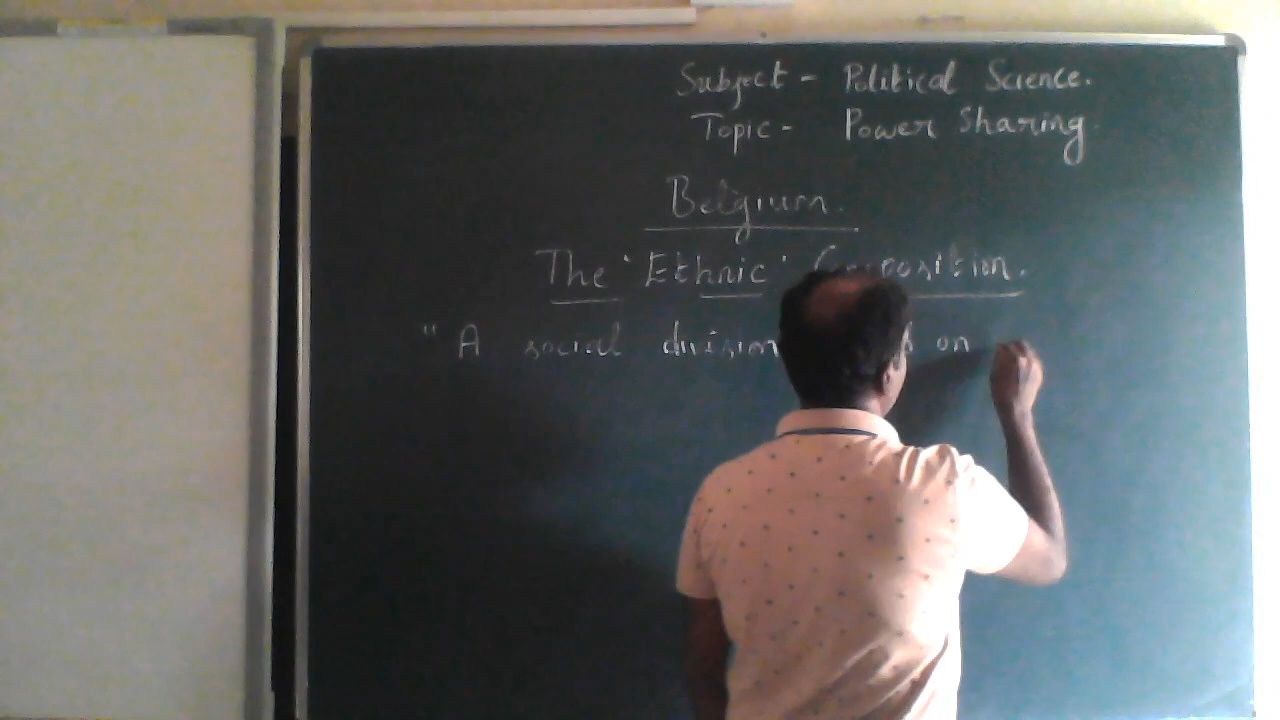 Subject - Political Science.
Topic - Power Sharing.
Belgium.
The 'Ethnic' Composition.
" A social division on